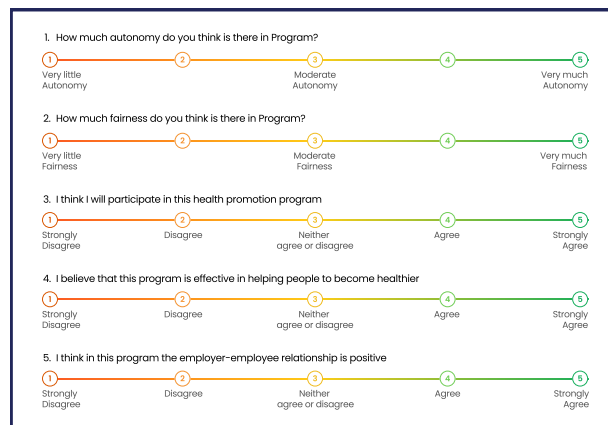 1. How much autonomy do you think is there in Program?
1 2 3 4 5
Very little Moderate Very much
Autonomy Autonomy Autonomy
2. How much fairness do you think is there in Program?
1 2 3 4 5
Very little Moderate Very much
Fairness Fairness Fairness
3. I think I will participate in this health promotion program
1 2 3 4 5
Strongly Disagree Neither Agree Strongly
Disagree agree or disagree Agree
4. I believe that this program is effective in helping people to become healthier
1 2 3 4 5
Strongly Disagree Neither Agree Strongly
Disagree agree or disagree Agree
5. I think in this program the employer-employee relationship is positive
1 2 3 4 5
Strongly Disagree Neither Agree Strongly
Disagree agree or disagree Agree